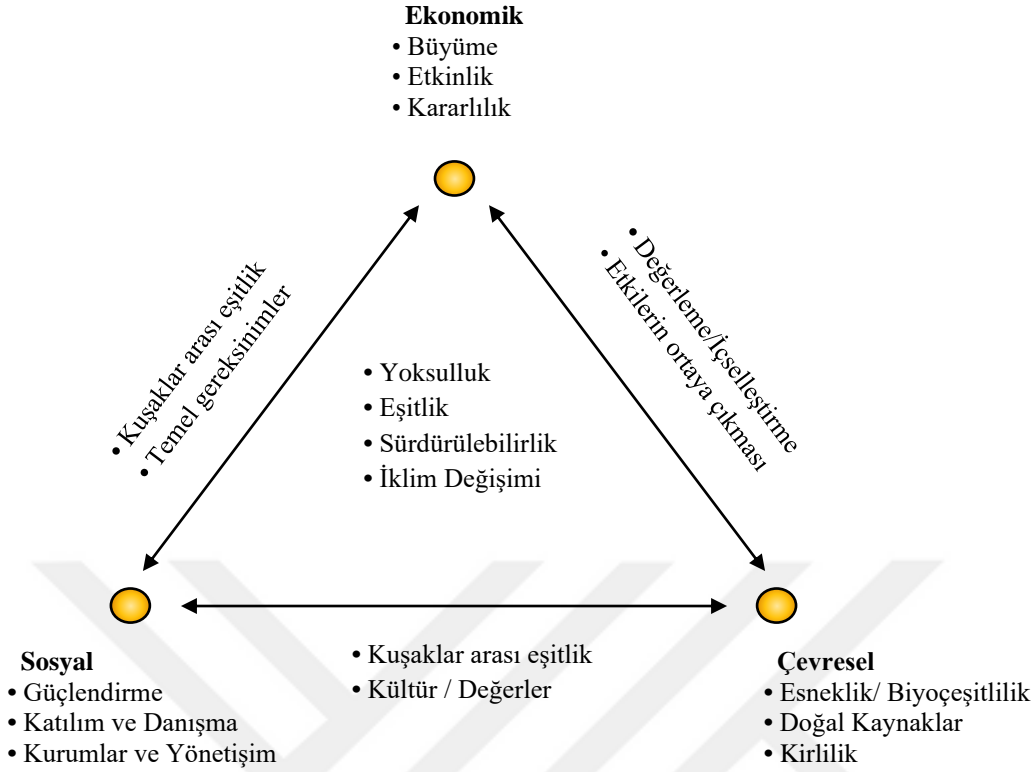 Ekonomik
• Büyüme
• Etkinlik
• Kararlılık
• Kuşaklar arası eşitlik
• Temel gereksinimler
• Değerleme/İçselleştirme
• Etkilerin ortaya çıkması
• Yoksulluk
• Eşitlik
• Sürdürülebilirlik
• İklim Değişimi
• Kuşaklar arası eşitlik
• Kültür / Değerler
Sosyal
• Güçlendirme
• Katılım ve Danışma
• Kurumlar ve Yönetişim
Çevresel
• Esneklik/ Biyoçeşitlilik
• Doğal Kaynaklar
• Kirlilik